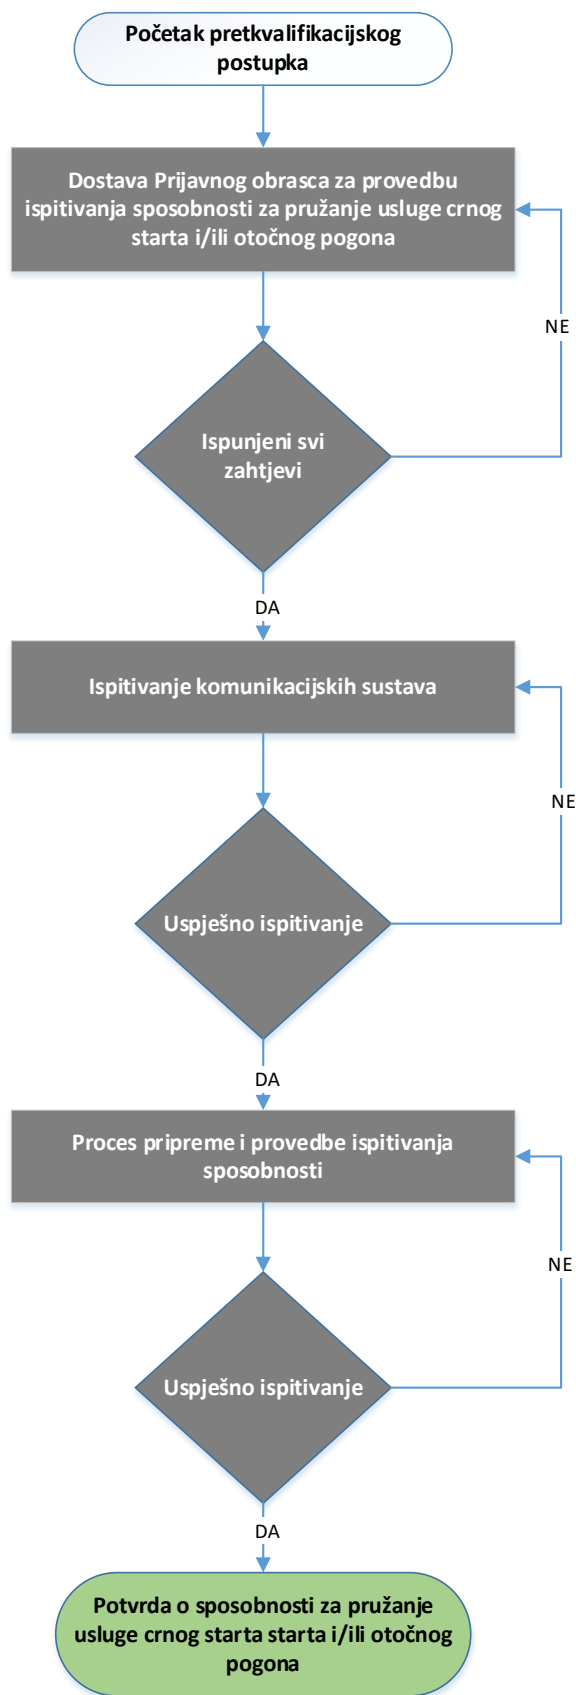 Početak pretkvalifikacijskog
postupka
Dostava Prijavnog obrasca za provedbu
ispitivanja sposobnosti za pružanje usluge crnog
starta i/ili otočnog pogona
NE
Ispunjeni svi
zahtjevi
DA
Ispitivanje komunikacijskih sustava
NE
Uspješno ispitivanje
DA
Proces pripreme i provedbe ispitivanja
sposobnosti
NE
Uspješno ispitivanje
DA
Potvrda o sposobnosti za pružanje
usluge crnog starta starta i/ili otočnog
pogona